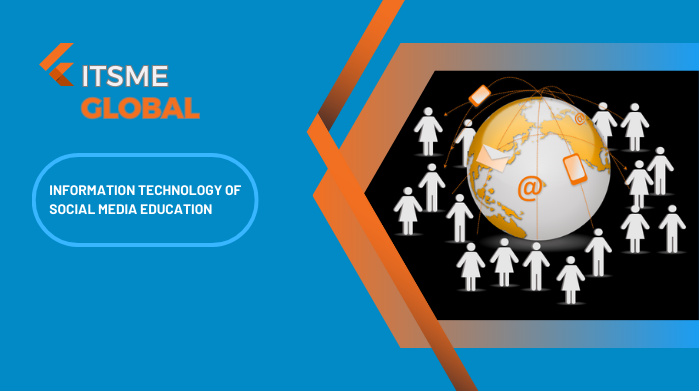 ITSME
GLOBAL
INFORMATION TECHNOLOGY OF
SOCIAL MEDIA EDUCATION
@
@